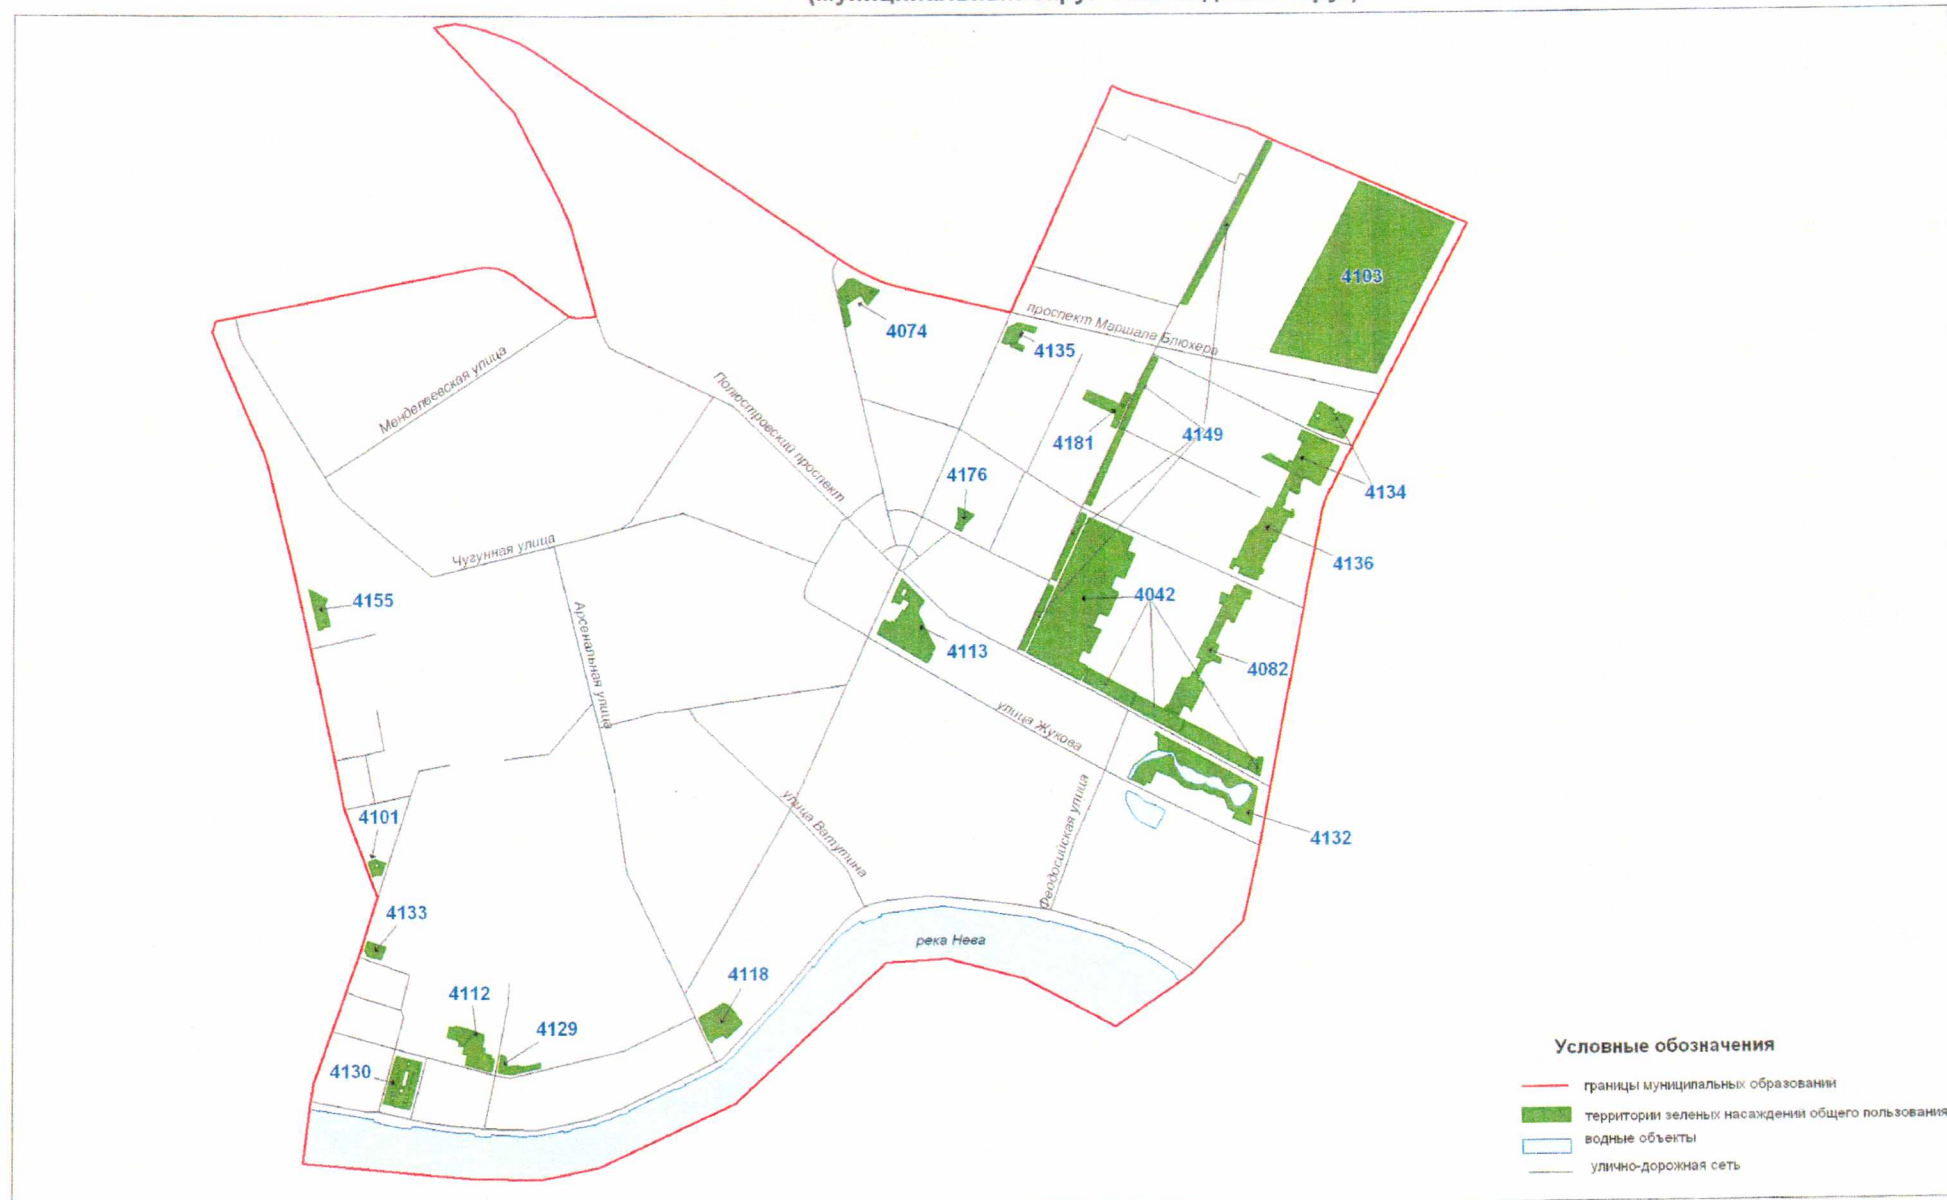 4103
проспект Маршала Блюхера
4074
4135
Менделеевская улица
Полюстровский проспект
4181
4149
4176
4134
Чугунная улица
4136
4155
Арсенальная улица
4042
4113
4082
улица Жукова
4101
улица Ватутина
Феодосийская улица
4132
4133
река Нева
4118
4112
4129
4130
Условные обозначения
границы муниципальных образовании
территории зеленых насаждении общего пользования
водные объекты
улично-дорожная сеть